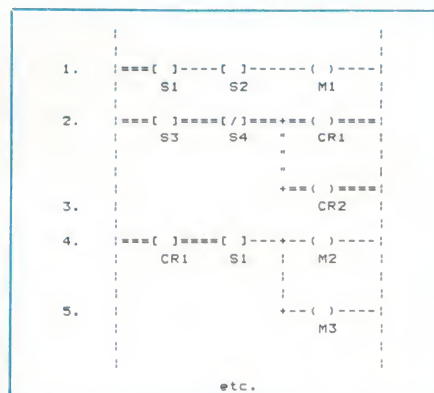 1. ¦===[ ]----[ ]------( )----¦
S1 S2 M1
2. ¦===[ ]====[/]===+==( )====¦
S3 S4 " CR1
"
"
+==( )====¦
3. CR2
4. ¦===[ ]====[ ]---+--( )----¦
CR1 S1 ¦ M2
5. +--( )----¦
M3
etc.